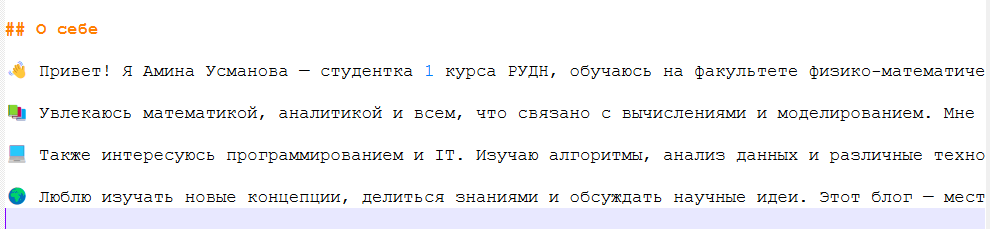 ## О себе
👋 Привет! Я Амина Усманова — студентка 1 курса РУДН, обучаюсь на факультете физико-математиче
📚 Увлекаюсь математикой, аналитикой и всем, что связано с вычислениями и моделированием. Мне
💻 Также интересуюсь программированием и IT. Изучаю алгоритмы, анализ данных и различные техно
🌍 Люблю изучать новые концепции, делиться знаниями и обсуждать научные идеи. Этот блог — мест